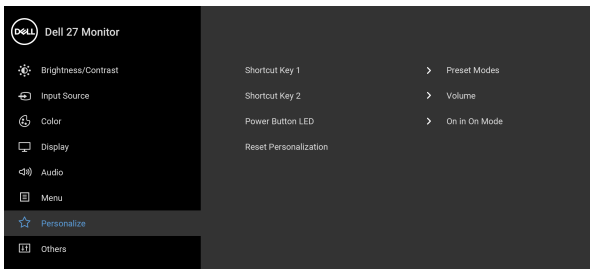 DELL Dell 27 Monitor
Brightness/Contrast
Input Source
Color
Display
Audio
Menu
Personalize
Others
Shortcut Key 1 > Preset Modes
Shortcut Key 2 > Volume
Power Button LED > On in On Mode
Reset Personalization